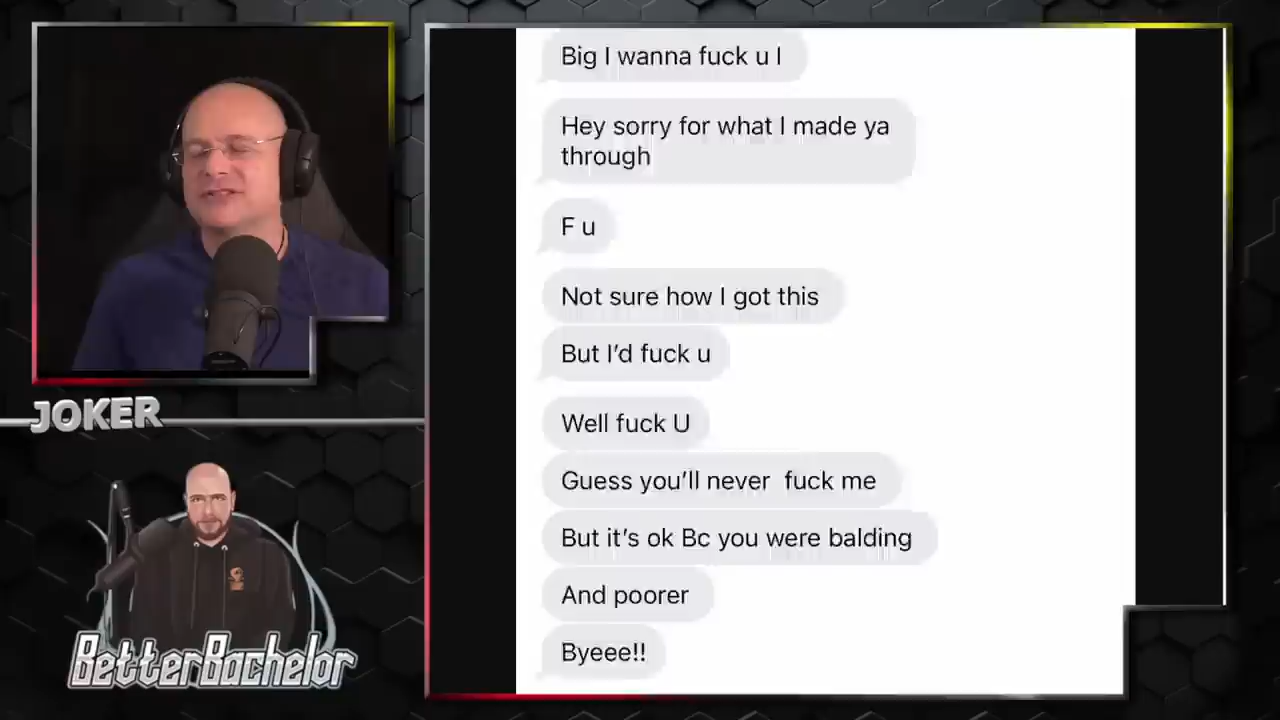 JOKER
BetterBachelor
Big I wanna fuck u I
Hey sorry for what I made ya
through
F u
Not sure how I got this
But I'd fuck u
Well fuck U
Guess you'll never  fuck me
But it's ok Bc you were balding
And poorer
Byeee!!